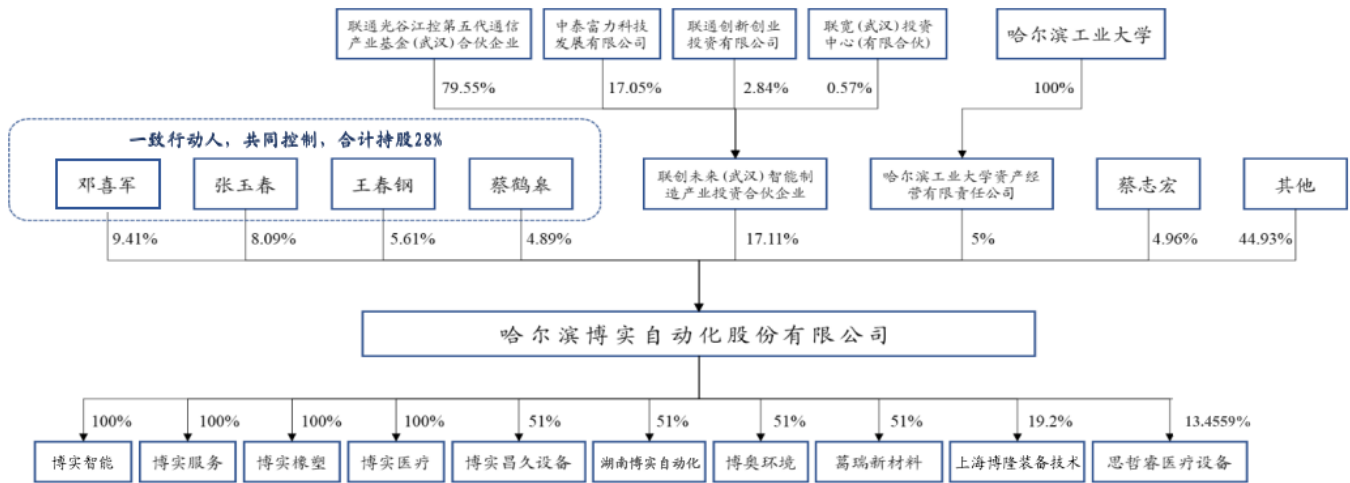 联通光谷江控第五代通信
产业基金(武汉)合伙企业
中泰富力科技
发展有限公司
联通创新创业
投资有限公司
联宽(武汉)投资
中心(有限合伙)
哈尔滨工业大学
79.55%
17.05%
2.84%
0.57%
100%
一致行动人，共同控制，合计持股28%
邓喜军
张玉春
王春钢
蔡鹤皋
联创未来(武汉)智能制
造产业投资合伙企业
哈尔滨工业大学资产经
营有限责任公司
蔡志宏
其他
9.41%
8.09%
5.61%
4.89%
17.11%
5%
4.96%
44.93%
哈尔滨博实自动化股份有限公司
100%
100%
100%
100%
51%
51%
51%
51%
19.2%
13.4559%
博实智能
博实服务
博实橡塑
博实医疗
博实昌久设备
湖南博实自动化
博奥环境
葛瑞新材料
上海博隆装备技术
思哲睿医疗设备